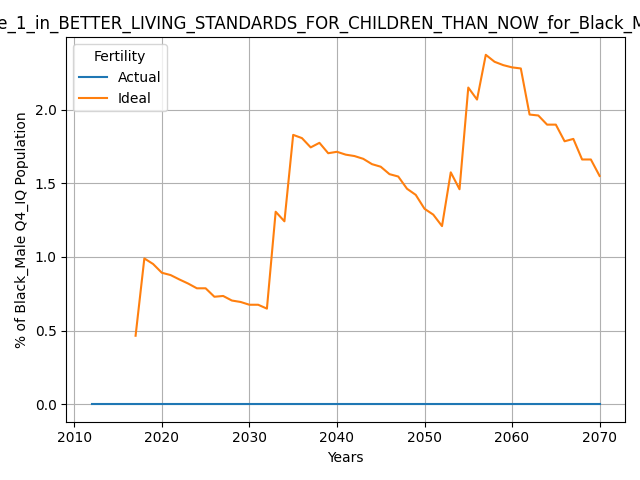 e_1_in_BETTER_LIVING_STANDARDS_FOR_CHILDREN_THAN_NOW_for_Black_M
Fertility
Actual
Ideal
% of Black_Male Q4_IQ Population
2.0
1.5
1.0
0.5
0.0
2010 2020 2030 2040 2050 2060 2070
Years